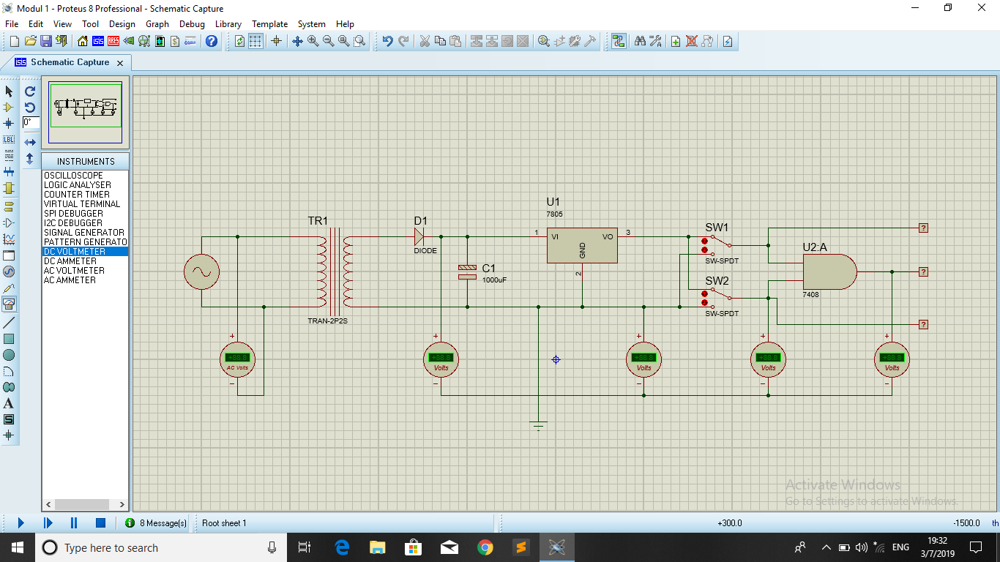 Modul 1 - Proteus 8 Professional - Schematic Capture
File Edit View Tool Design Graph Debug Library Template System Help
Schematic Capture
0°
LBL
INSTRUMENTS
OSCILLOSCOPE
LOGIC ANALYSER
COUNTER TIMER
VIRTUAL TERMINAL
SPI DEBUGGER
I2C DEBUGGER
SIGNAL GENERATOR
PATTERN GENERATO
DC VOLTMETER
DC AMMETER
AC VOLTMETER
AC AMMETER
A
S
TR1
TRAN-2P2S
D1
DIODE
C1
1000uF
U1
7805
1
VI
VO
3
GND
2
SW1
SW-SPDT
SW2
SW-SPDT
U2:A
7408
?
?
?
+
AC Volts
−
+
Volts
−
+
Volts
−
+
Volts
−
+
Volts
−
Activate Windows
Go to Settings to activate Windows.
8 Message(s)
Root sheet 1
+300.0
-1500.0
th
Type here to search
ENG
19:32
3/7/2019